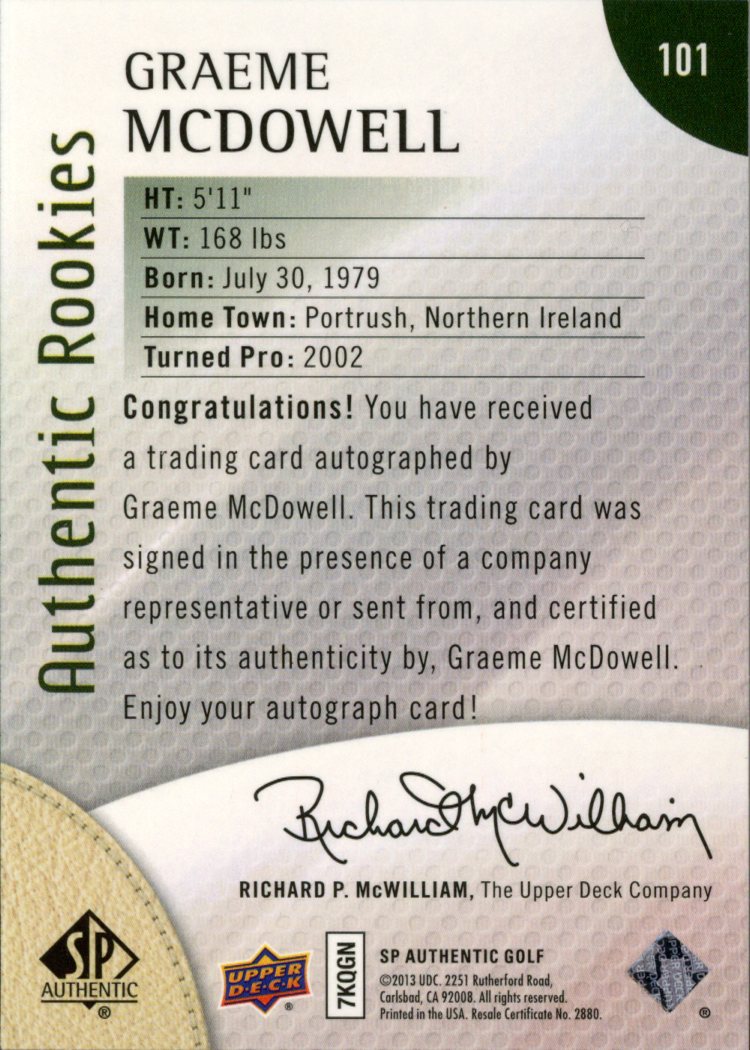 101
GRAEME
MCDOWELL
Authentic Rookies
HT: 5'11"
WT: 168 lbs
Born: July 30, 1979
Home Town: Portrush, Northern Ireland
Turned Pro: 2002
Congratulations! You have received
a trading card autographed by
Graeme McDowell. This trading card was
signed in the presence of a company
representative or sent from, and certified
as to its authenticity by, Graeme McDowell.
Enjoy your autograph card!
Richard McWilliam
RICHARD P. McWILLIAM, The Upper Deck Company
SP
AUTHENTIC
®
UPPER
D·E·C·K
®
7KQGN
SP AUTHENTIC GOLF
©2013 UDC. 2251 Rutherford Road,
Carlsbad, CA 92008. All rights reserved.
Printed in the USA. Resale Certificate No. 2880.
®